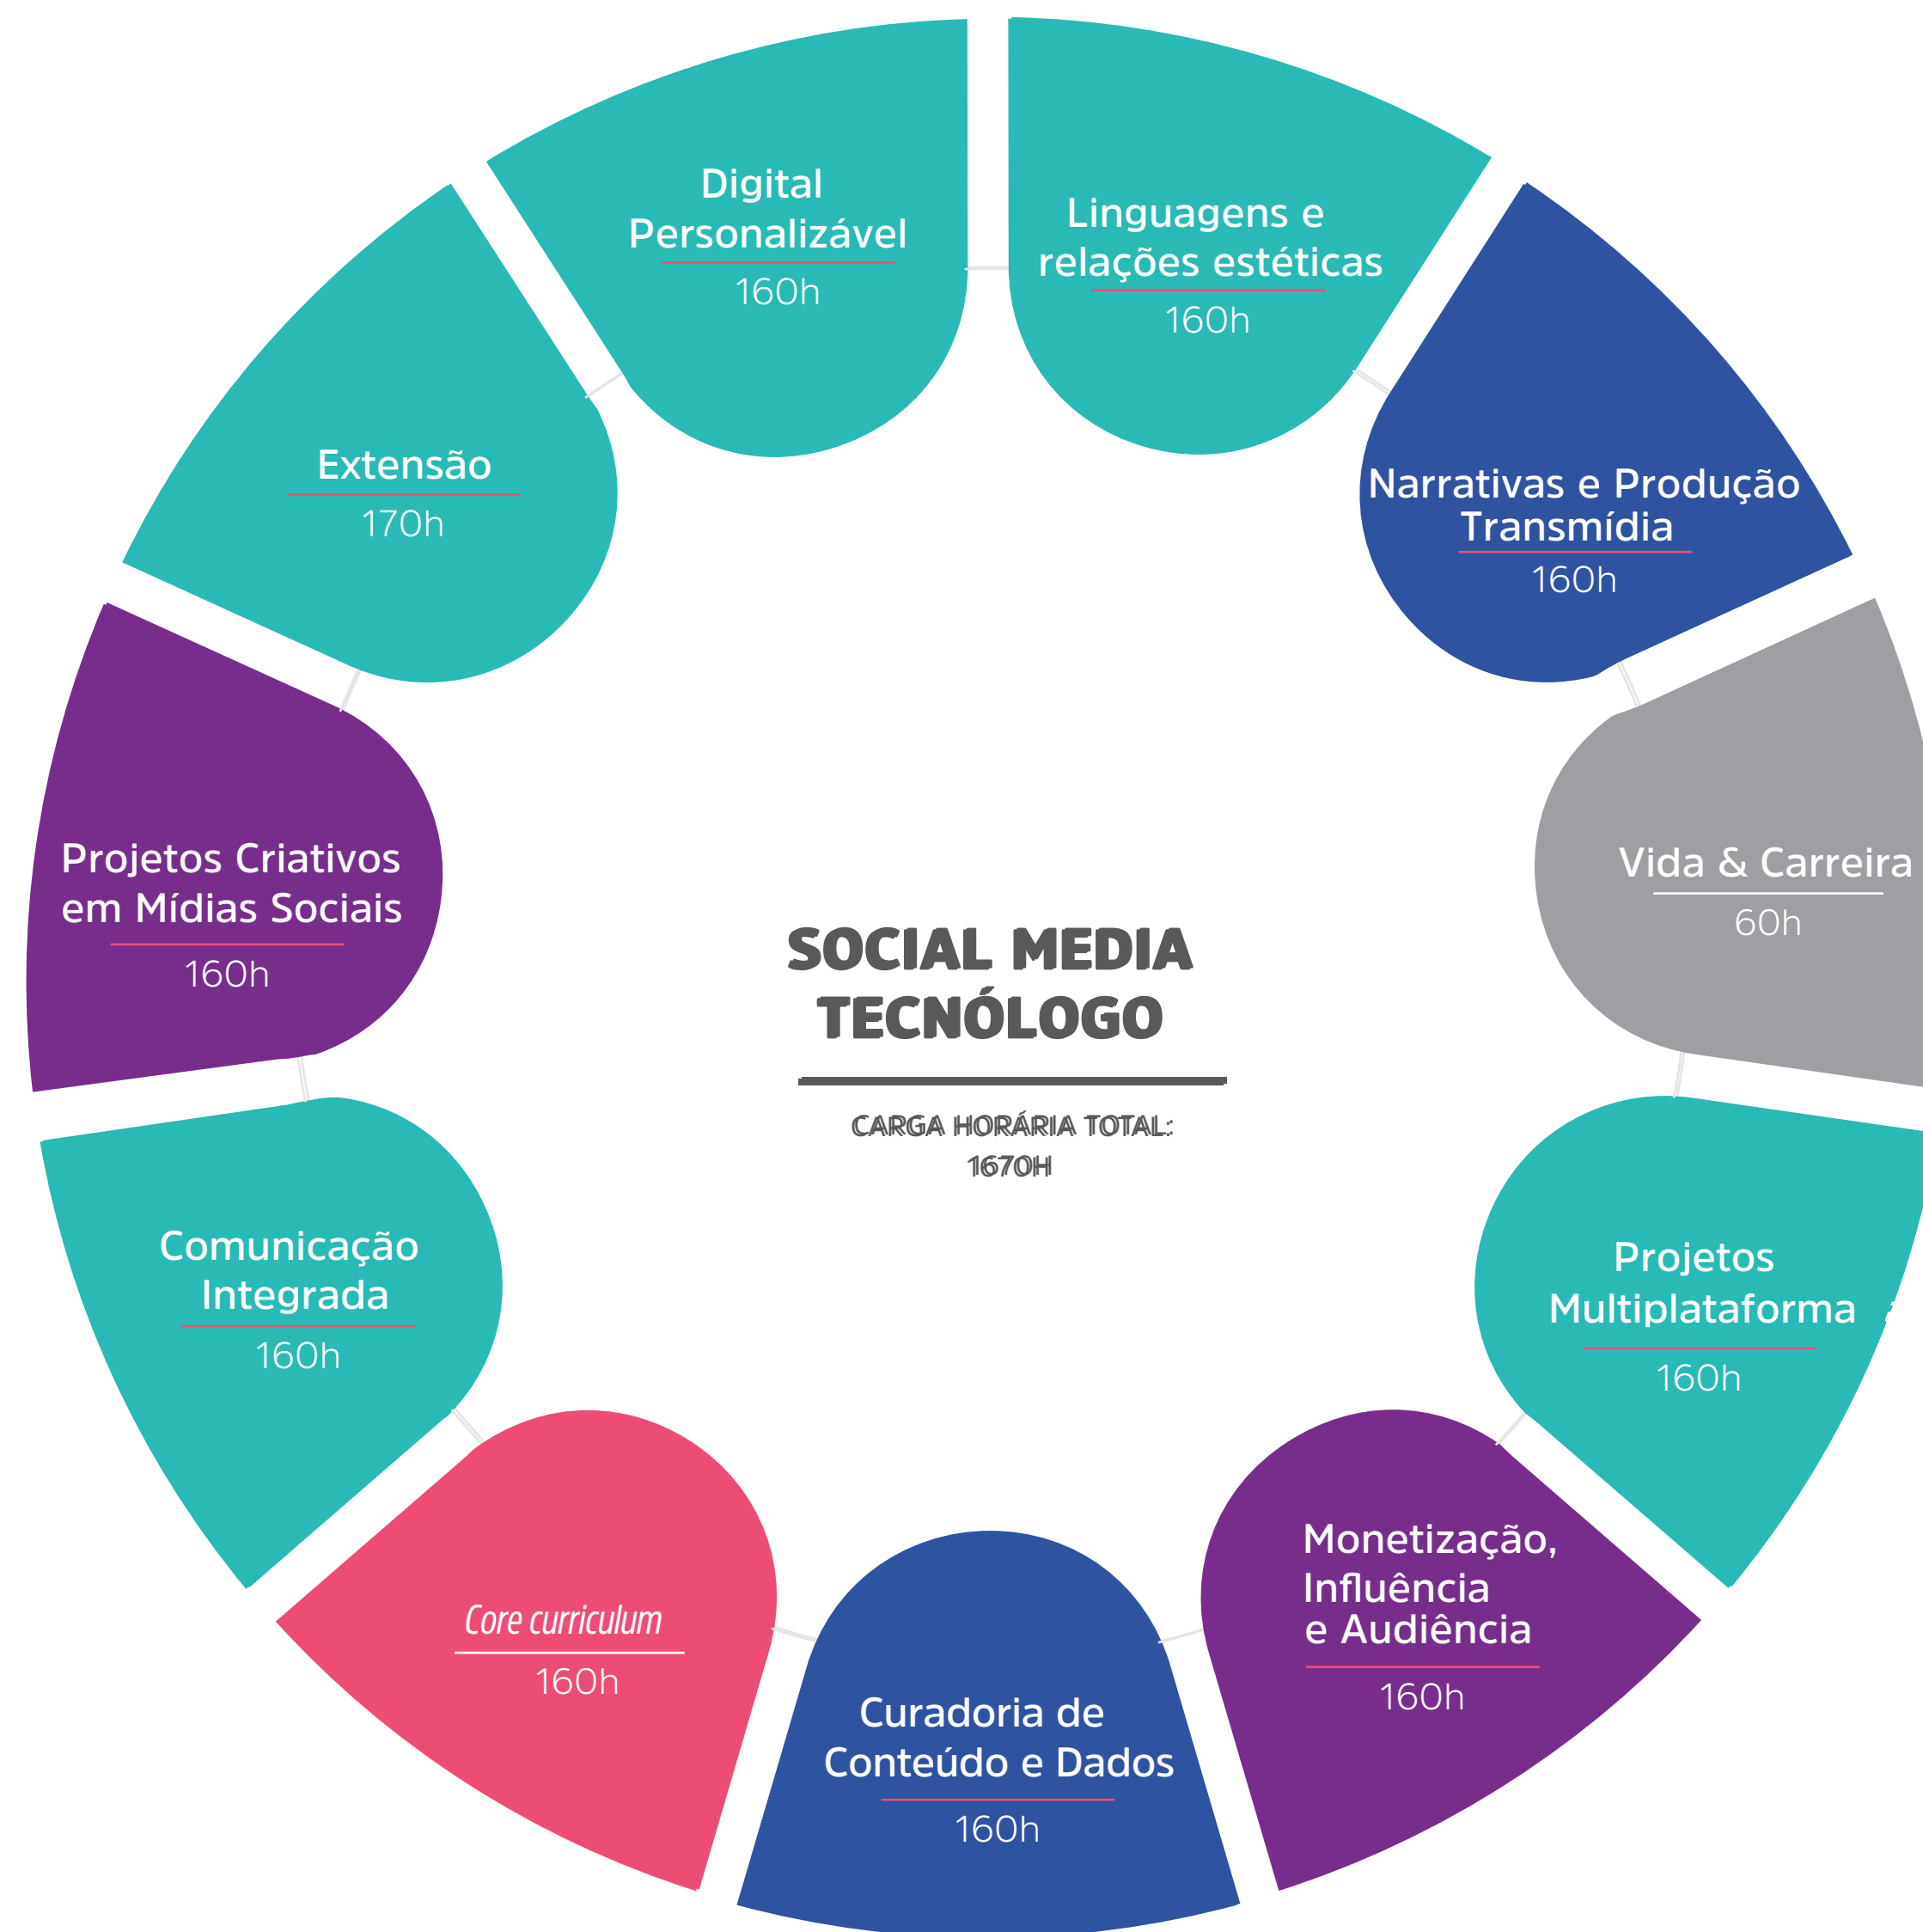 Digital
Personalizável
160h
Linguagens e
relações estéticas
160h
Narrativas e Produção
Transmídia
160h
Vida & Carreira
60h
Projetos
Multiplataforma
160h
Monetização,
Influência
e Audiência
160h
Curadoria de
Conteúdo e Dados
160h
Core curriculum
160h
Comunicação
Integrada
160h
Projetos Criativos
em Mídias Sociais
160h
Extensão
170h
SOCIAL MEDIA
TECNÓLOGO
CARGA HORÁRIA TOTAL:
1670H